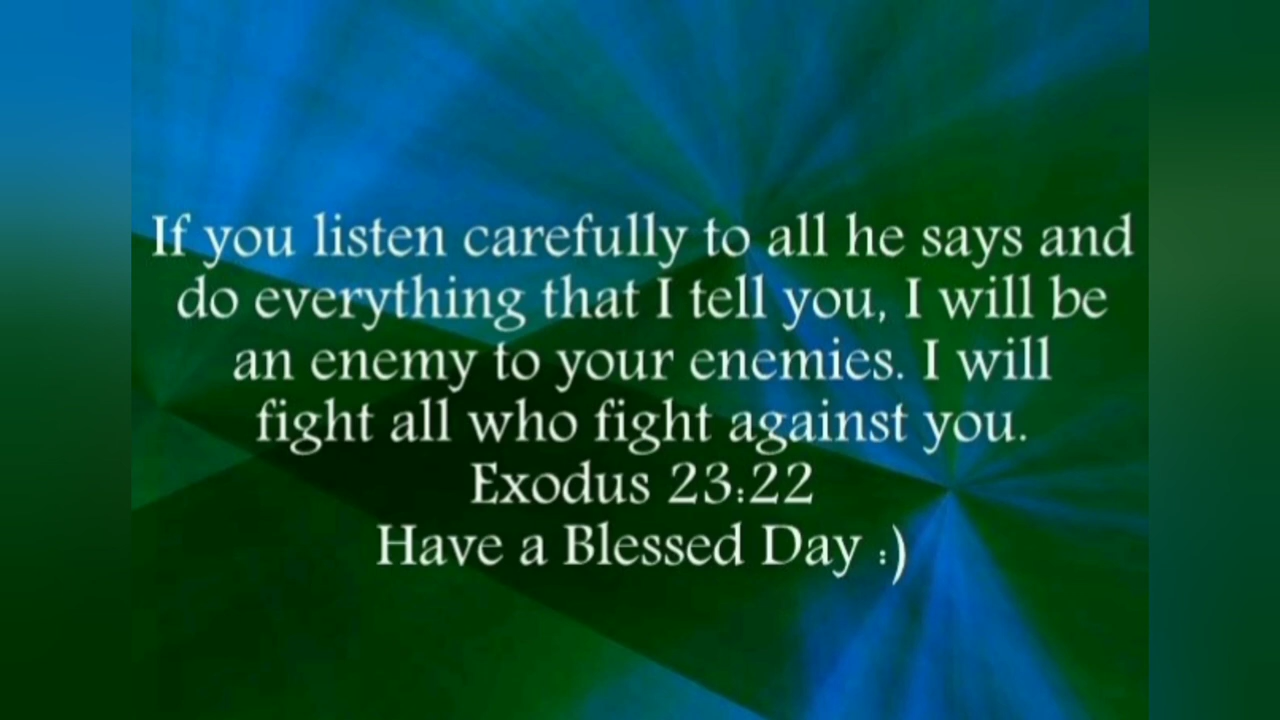 If you listen carefully to all he says and
do everything that I tell you, I will be
an enemy to your enemies. I will
fight all who fight against you.
Exodus 23:22
Have a Blessed Day :)